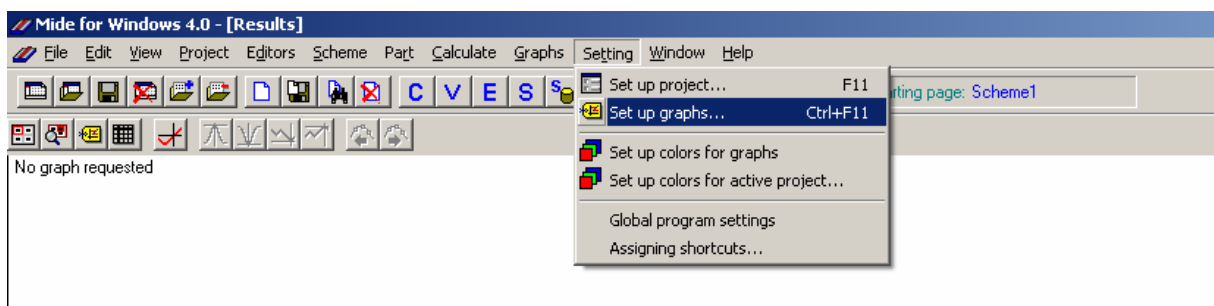 Mide for Windows 4.0 - [Results]
File Edit View Project Editors Scheme Part Calculate Graphs Setting Window Help
C V E S S
Set up project... F11
rting page: Scheme1
Set up graphs... Ctrl+F11
No graph requested
Set up colors for graphs
Set up colors for active project...
Global program settings
Assigning shortcuts...